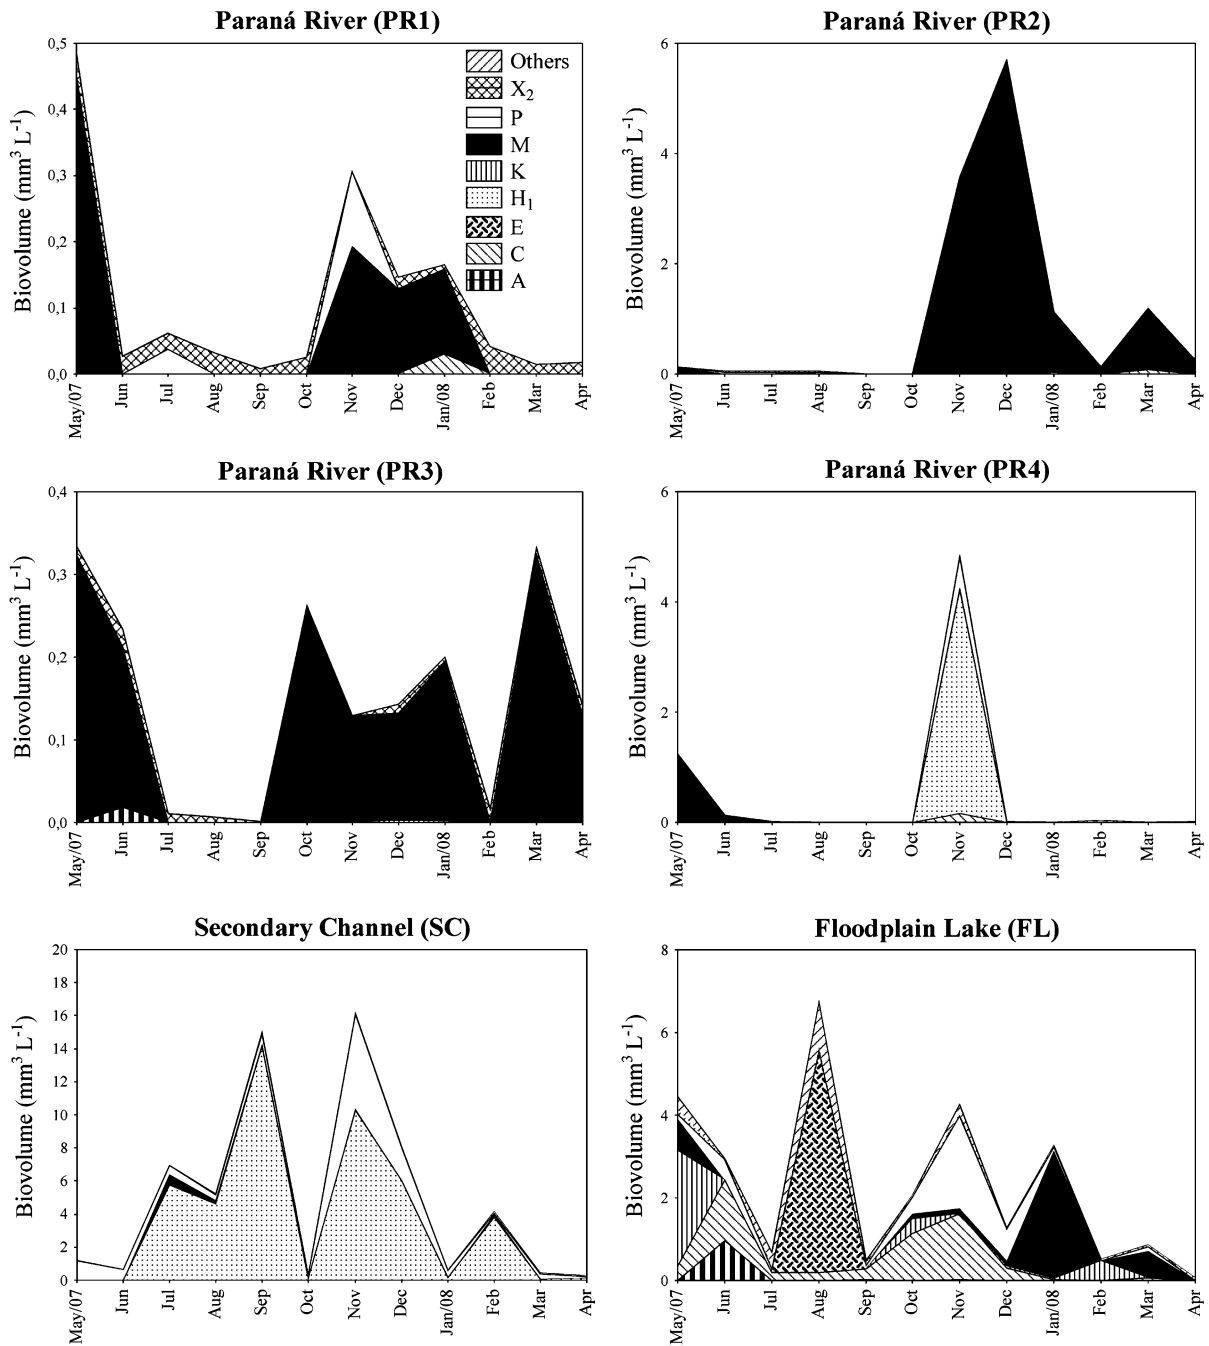 Paraná River (PR1)
Biovolume (mm³ L⁻¹)
0,5
0,4
0,3
0,2
0,1
0,0
Others
X₂
P
M
K
H₁
E
C
A
May/07 Jun Jul Aug Sep Oct Nov Dec Jan/08 Feb Mar Apr
Paraná River (PR2)
Biovolume (mm³ L⁻¹)
6
4
2
0
May/07 Jun Jul Aug Sep Oct Nov Dec Jan/08 Feb Mar Apr
Paraná River (PR3)
Biovolume (mm³ L⁻¹)
0,4
0,3
0,2
0,1
0,0
May/07 Jun Jul Aug Sep Oct Nov Dec Jan/08 Feb Mar Apr
Paraná River (PR4)
Biovolume (mm³ L⁻¹)
6
4
2
0
May/07 Jun Jul Aug Sep Oct Nov Dec Jan/08 Feb Mar Apr
Secondary Channel (SC)
Biovolume (mm³ L⁻¹)
20
18
16
14
12
10
8
6
4
2
0
May/07 Jun Jul Aug Sep Oct Nov Dec Jan/08 Feb Mar Apr
Floodplain Lake (FL)
Biovolume (mm³ L⁻¹)
8
6
4
2
0
May/07 Jun Jul Aug Sep Oct Nov Dec Jan/08 Feb Mar Apr